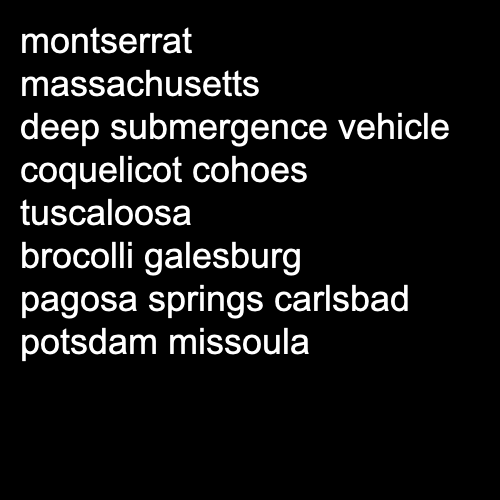 montserrat
massachusetts
deep submergence vehicle
coquelicot cohoes
tuscaloosa
brocolli galesburg
pagosa springs carlsbad
potsdam missoula